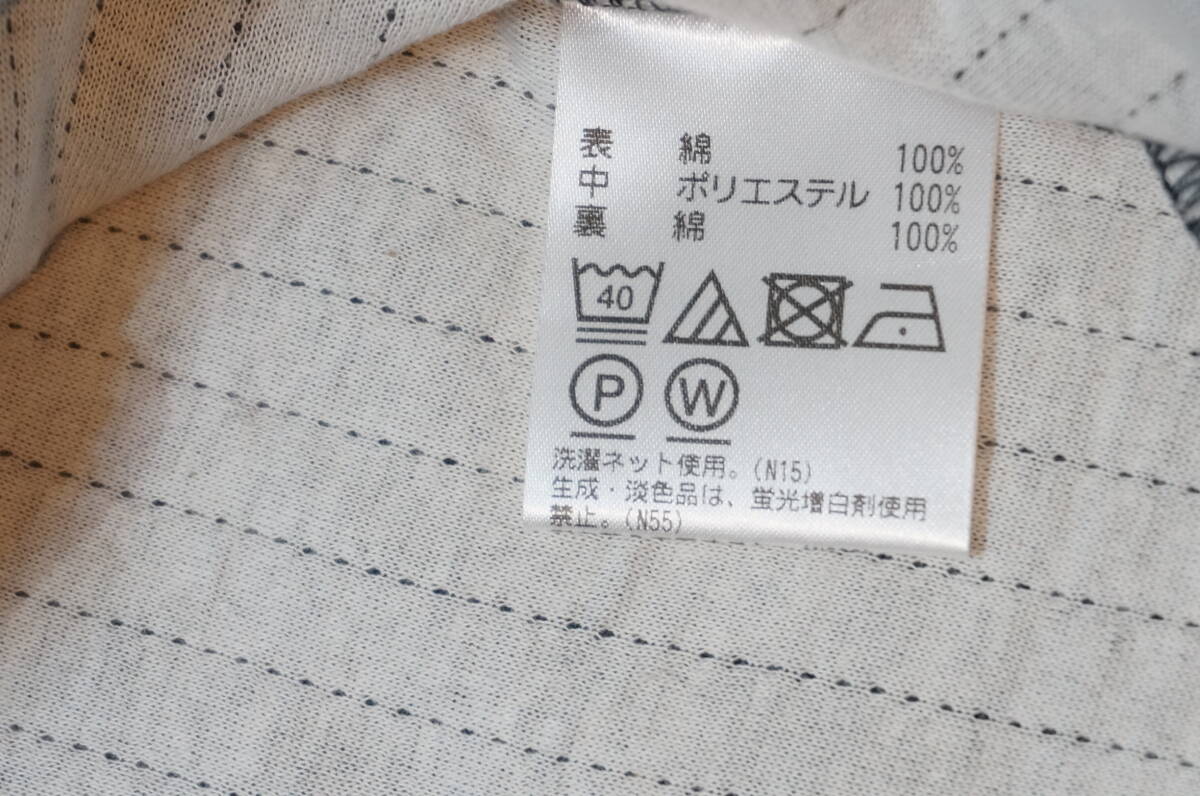 表 綿 100%
中 ポリエステル 100%
裏 綿 100%
40
P W
洗濯ネット使用。(N15)
生成・淡色品は、蛍光増白剤使用
禁止。(N55)